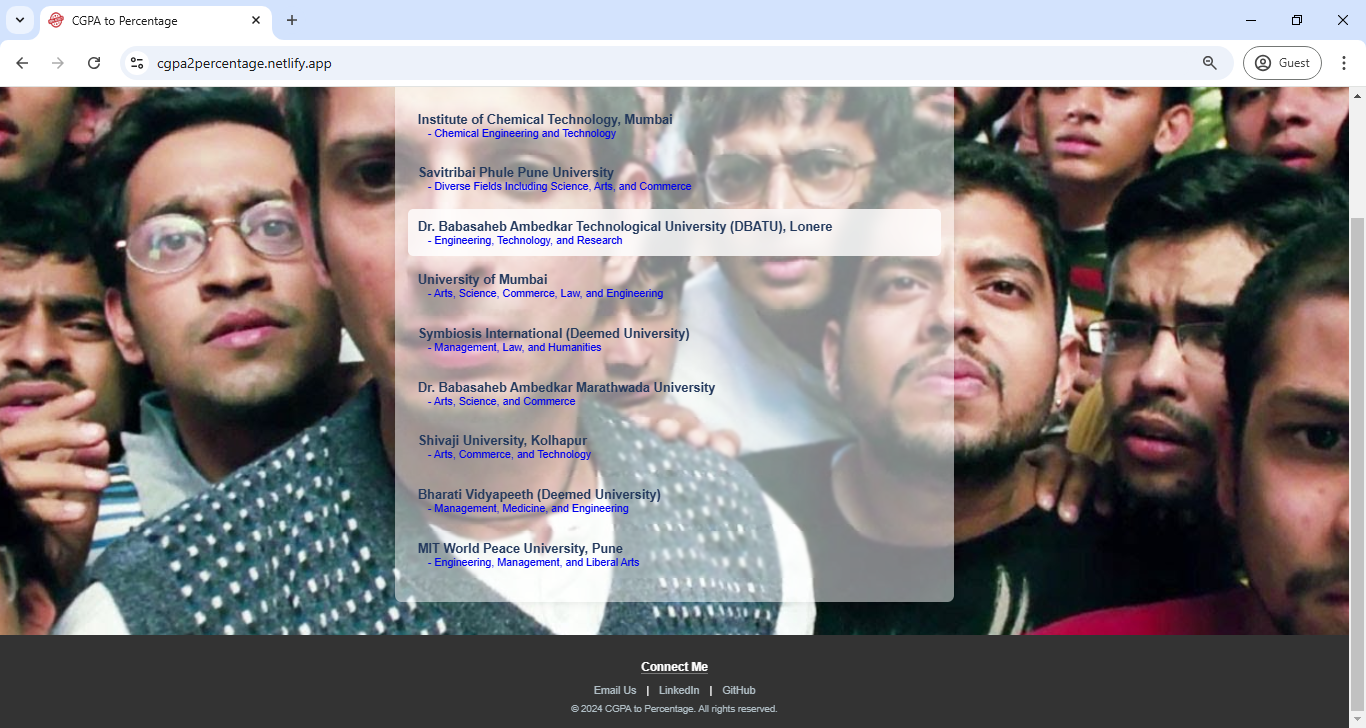 CGPA to Percentage
cgpa2percentage.netlify.app
Guest
Institute of Chemical Technology, Mumbai
- Chemical Engineering and Technology
Savitribai Phule Pune University
- Diverse Fields Including Science, Arts, and Commerce
Dr. Babasaheb Ambedkar Technological University (DBATU), Lonere
- Engineering, Technology, and Research
University of Mumbai
- Arts, Science, Commerce, Law, and Engineering
Symbiosis International (Deemed University)
- Management, Law, and Humanities
Dr. Babasaheb Ambedkar Marathwada University
- Arts, Science, and Commerce
Shivaji University, Kolhapur
- Arts, Commerce, and Technology
Bharati Vidyapeeth (Deemed University)
- Management, Medicine, and Engineering
MIT World Peace University, Pune
- Engineering, Management, and Liberal Arts
Connect Me
Email Us | LinkedIn | GitHub
© 2024 CGPA to Percentage. All rights reserved.